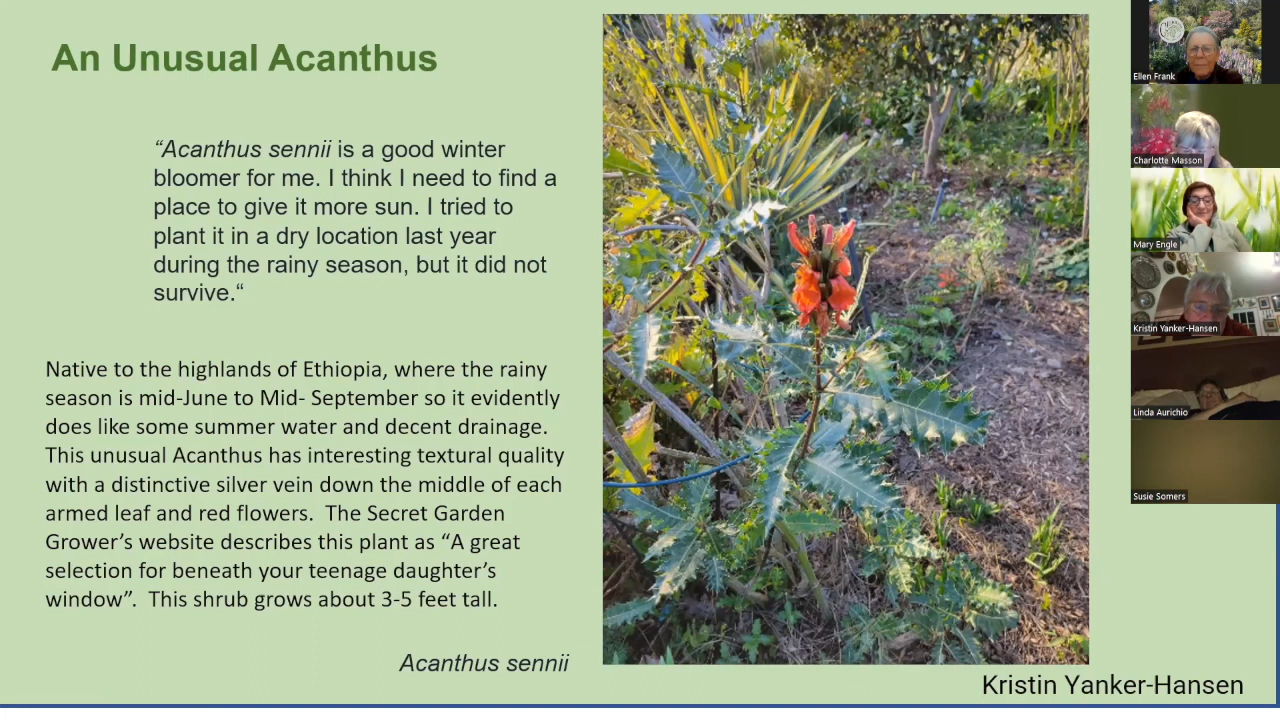 An Unusual Acanthus
“Acanthus sennii is a good winter
bloomer for me. I think I need to find a
place to give it more sun. I tried to
plant it in a dry location last year
during the rainy season, but it did not
survive.“
Native to the highlands of Ethiopia, where the rainy
season is mid-June to Mid- September so it evidently
does like some summer water and decent drainage.
This unusual Acanthus has interesting textural quality
with a distinctive silver vein down the middle of each
armed leaf and red flowers.  The Secret Garden
Grower’s website describes this plant as “A great
selection for beneath your teenage daughter’s
window”.  This shrub grows about 3-5 feet tall.
Acanthus sennii
Kristin Yanker-Hansen
Ellen Frank
Charlotte Masson
Mary Engle
Kristin Yanker-Hansen
Linda Aurichio
Susie Somers